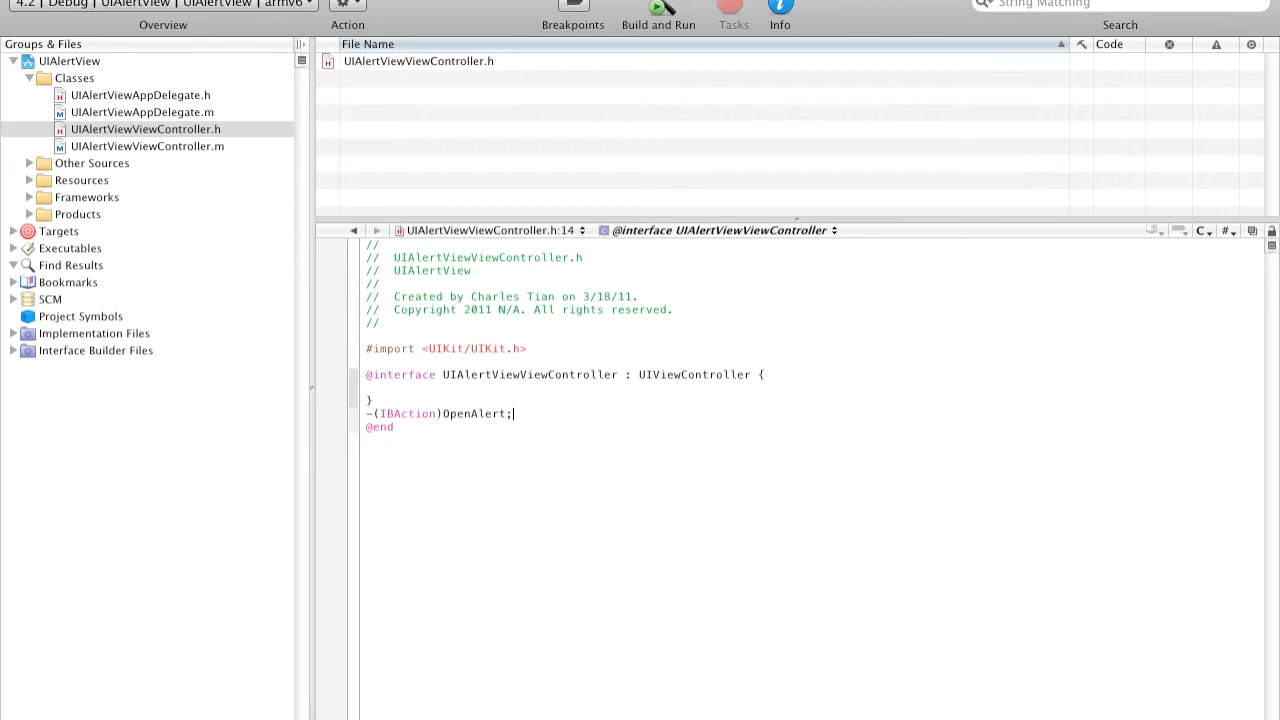 4.2 | Debug | UIAlertView | UIAlertView | armv6
String Matching
Overview
Action
Breakpoints
Build and Run
Tasks
Info
Search
Groups & Files
File Name
Code
UIAlertView
UIAlertViewViewController.h
Classes
UIAlertViewAppDelegate.h
UIAlertViewAppDelegate.m
UIAlertViewViewController.h
UIAlertViewViewController.m
Other Sources
Resources
Frameworks
Products
Targets
Executables
Find Results
Bookmarks
SCM
Project Symbols
Implementation Files
Interface Builder Files
UIAlertViewViewController.h:14
C @interface UIAlertViewViewController
C
#
//
//  UIAlertViewViewController.h
//  UIAlertView
//
//  Created by Charles Tian on 3/18/11.
//  Copyright 2011 N/A. All rights reserved.
//
#import <UIKit/UIKit.h>
@interface UIAlertViewViewController : UIViewController {
}
-(IBAction)OpenAlert;
@end